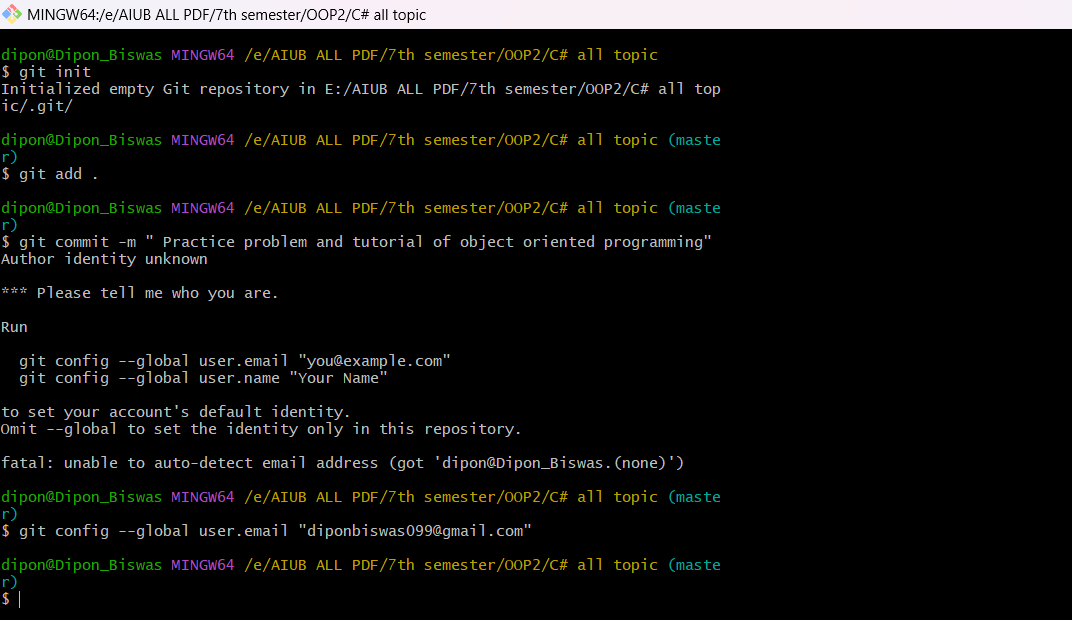 MINGW64:/e/AIUB ALL PDF/7th semester/OOP2/C# all topic
dipon@Dipon_Biswas MINGW64 /e/AIUB ALL PDF/7th semester/OOP2/C# all topic
$ git init
Initialized empty Git repository in E:/AIUB ALL PDF/7th semester/OOP2/C# all top
ic/.git/
dipon@Dipon_Biswas MINGW64 /e/AIUB ALL PDF/7th semester/OOP2/C# all topic (maste
r)
$ git add .
dipon@Dipon_Biswas MINGW64 /e/AIUB ALL PDF/7th semester/OOP2/C# all topic (maste
r)
$ git commit -m " Practice problem and tutorial of object oriented programming"
Author identity unknown
*** Please tell me who you are.
Run
git config --global user.email "you@example.com"
git config --global user.name "Your Name"
to set your account's default identity.
Omit --global to set the identity only in this repository.
fatal: unable to auto-detect email address (got 'dipon@Dipon_Biswas.(none)')
dipon@Dipon_Biswas MINGW64 /e/AIUB ALL PDF/7th semester/OOP2/C# all topic (maste
r)
$ git config --global user.email "diponbiswas099@gmail.com"
dipon@Dipon_Biswas MINGW64 /e/AIUB ALL PDF/7th semester/OOP2/C# all topic (maste
r)
$